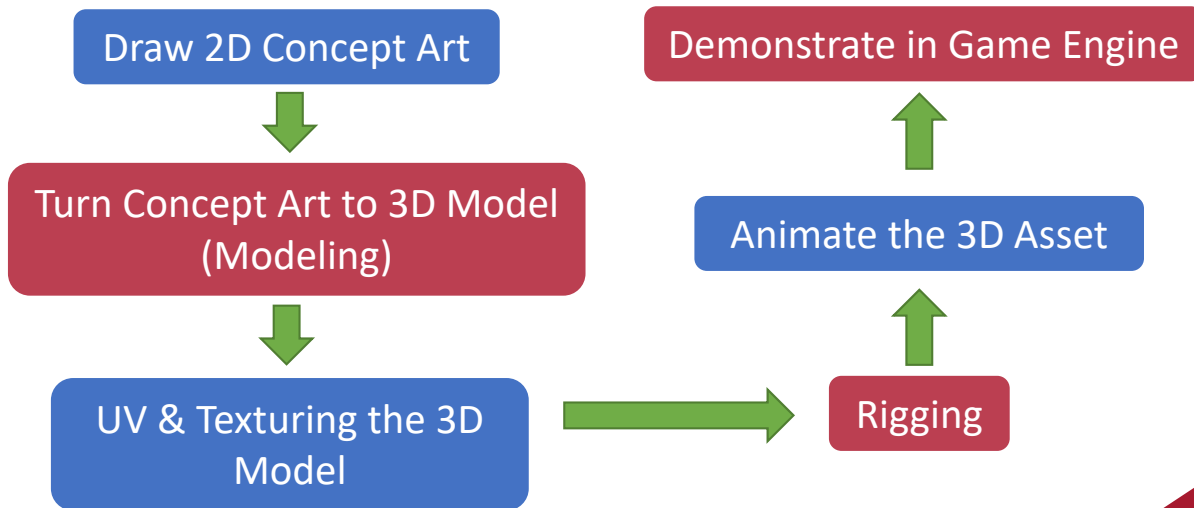 Draw 2D Concept Art
Turn Concept Art to 3D Model
(Modeling)
UV & Texturing the 3D
Model
Rigging
Animate the 3D Asset
Demonstrate in Game Engine